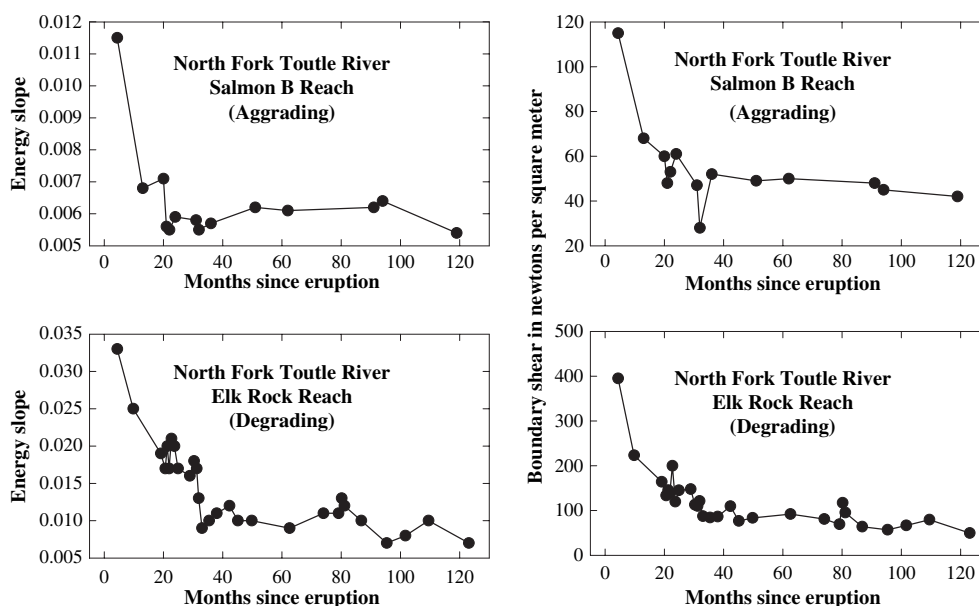 0.012
0.011
0.010
0.009
0.008
0.007
0.006
0.005
Energy slope
North Fork Toutle River
Salmon B Reach
(Aggrading)
0 20 40 60 80 100 120
Months since eruption
120
100
80
60
40
20
Boundary shear in newtons per square meter
North Fork Toutle River
Salmon B Reach
(Aggrading)
0 20 40 60 80 100 120
Months since eruption
0.035
0.030
0.025
0.020
0.015
0.010
0.005
Energy slope
North Fork Toutle River
Elk Rock Reach
(Degrading)
0 20 40 60 80 100 120
Months since eruption
500
400
300
200
100
0
North Fork Toutle River
Elk Rock Reach
(Degrading)
0 20 40 60 80 100 120
Months since eruption